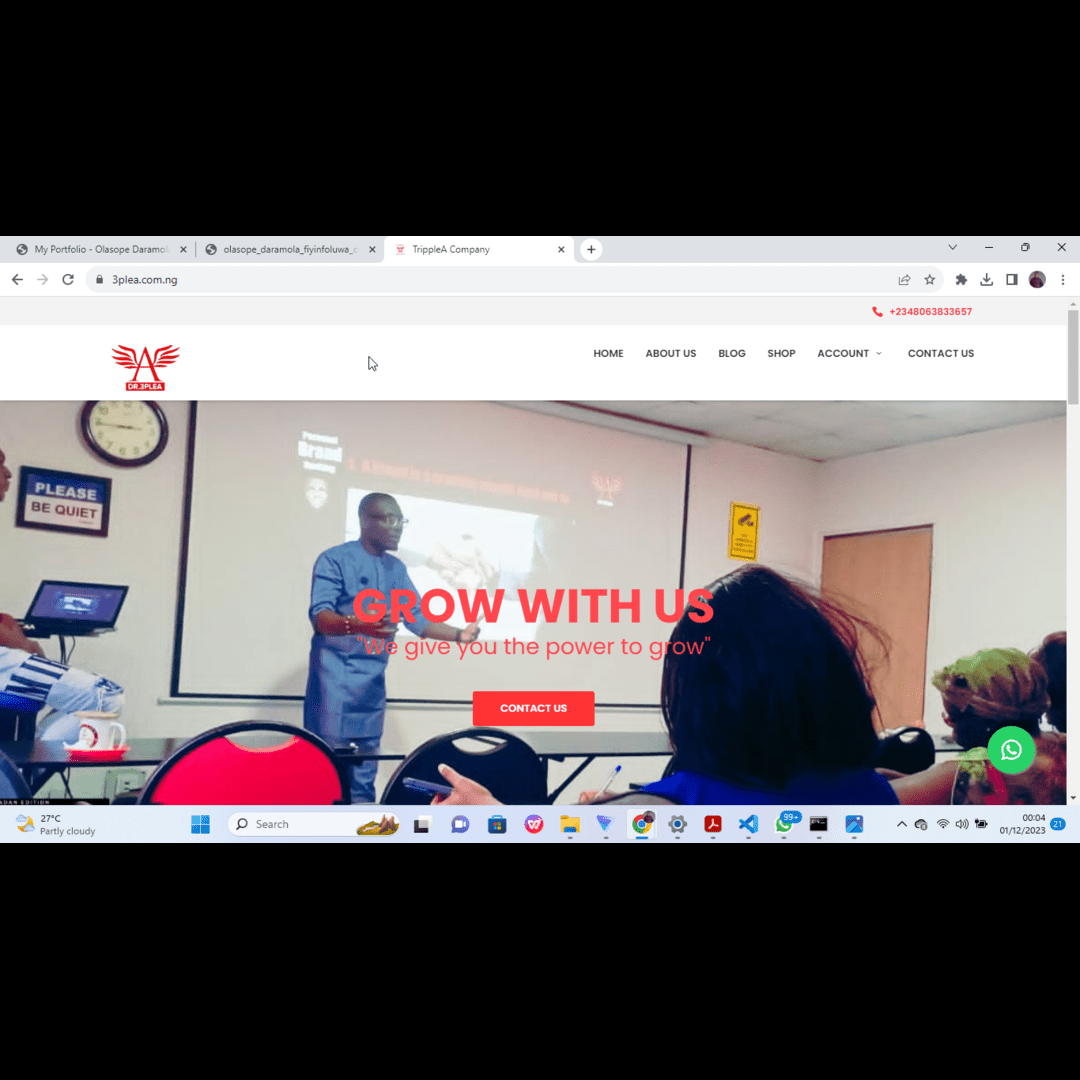 My Portfolio - Olasope Daramol
olasope_daramola_fiyinfoluwa_c
TrippleA Company
3plea.com.ng
+2348063833657
DR.3PLEA
HOME
ABOUT US
BLOG
SHOP
ACCOUNT
CONTACT US
PLEASE
BE QUIET
Brand
GROW WITH US
"We give you the power to grow"
CONTACT US
ADAN EDITION
27°C
Partly cloudy
Search
99+
00:04
01/12/2023
21